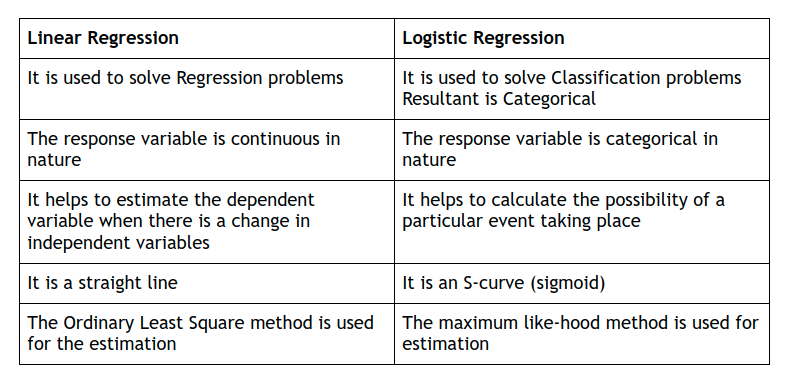 Linear Regression
Logistic Regression
It is used to solve Regression problems
It is used to solve Classification problems
Resultant is Categorical
The response variable is continuous in
nature
The response variable is categorical in
nature
It helps to estimate the dependent
variable when there is a change in
independent variables
It helps to calculate the possibility of a
particular event taking place
It is a straight line
It is an S-curve (sigmoid)
The Ordinary Least Square method is used
for the estimation
The maximum like-hood method is used for
estimation